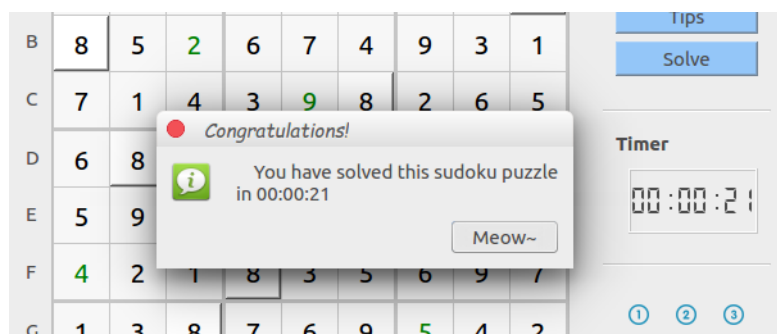 Tips
B 8 5 2 6 7 4 9 3 1
Solve
C 7 1 4 3 9 8 2 6 5
Congratulations!
Timer
D 6 8
You have solved this sudoku puzzle
in 00:00:21
00:00:21
E 5 9
Meow~
F 4 2 1 8 3 5 6 9 7
1 2 3
G 1 3 8 7 6 9 5 4 2